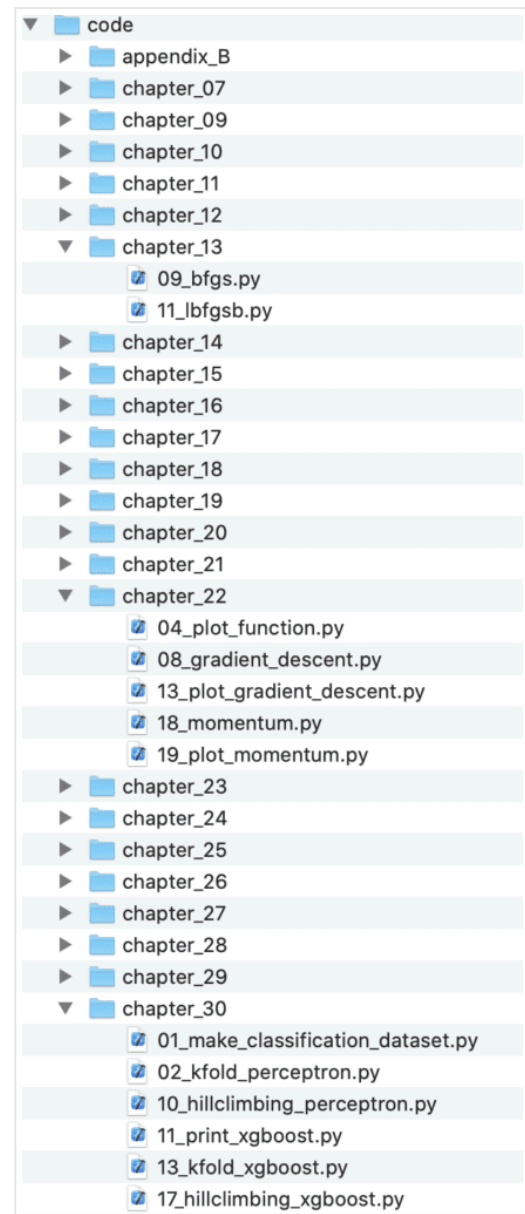 code
appendix_B
chapter_07
chapter_09
chapter_10
chapter_11
chapter_12
chapter_13
09_bfgs.py
11_lbfgsb.py
chapter_14
chapter_15
chapter_16
chapter_17
chapter_18
chapter_19
chapter_20
chapter_21
chapter_22
04_plot_function.py
08_gradient_descent.py
13_plot_gradient_descent.py
18_momentum.py
19_plot_momentum.py
chapter_23
chapter_24
chapter_25
chapter_26
chapter_27
chapter_28
chapter_29
chapter_30
01_make_classification_dataset.py
02_kfold_perceptron.py
10_hillclimbing_perceptron.py
11_print_xgboost.py
13_kfold_xgboost.py
17_hillclimbing_xgboost.py